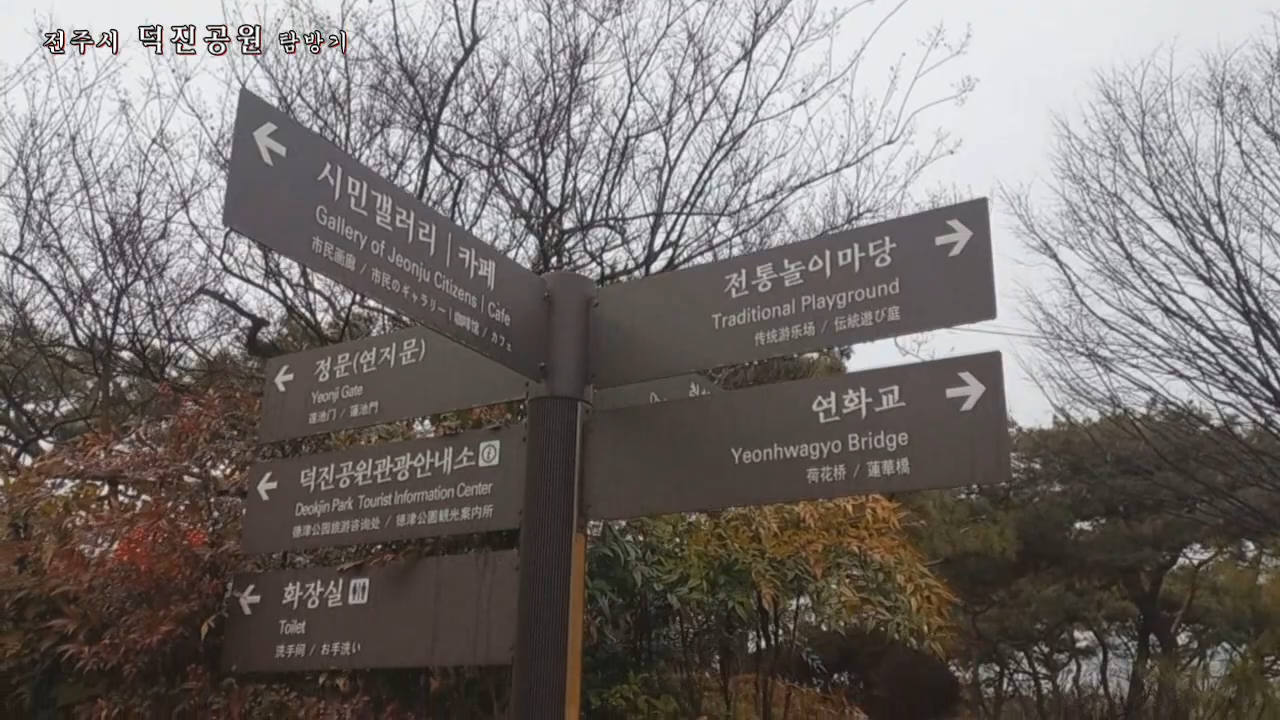 전주시 덕진공원 탐방기
시민갤러리 | 카페
Gallery of Jeonju Citizens | Cafe
市民画廊 / 市民のギャラリー | 咖啡馆 / カフェ
전통놀이마당
Traditional Playground
传统游乐场 / 伝統遊び庭
정문(연지문)
Yeonji Gate
莲池门 / 蓮池門
연화교
Yeonhwagyo Bridge
荷花桥 / 蓮華橋
덕진공원관광안내소
Deokjin Park Tourist Information Center
德津公园旅游咨询处 / 徳津公園観光案内所
화장실
Toilet
洗手间 / お手洗い